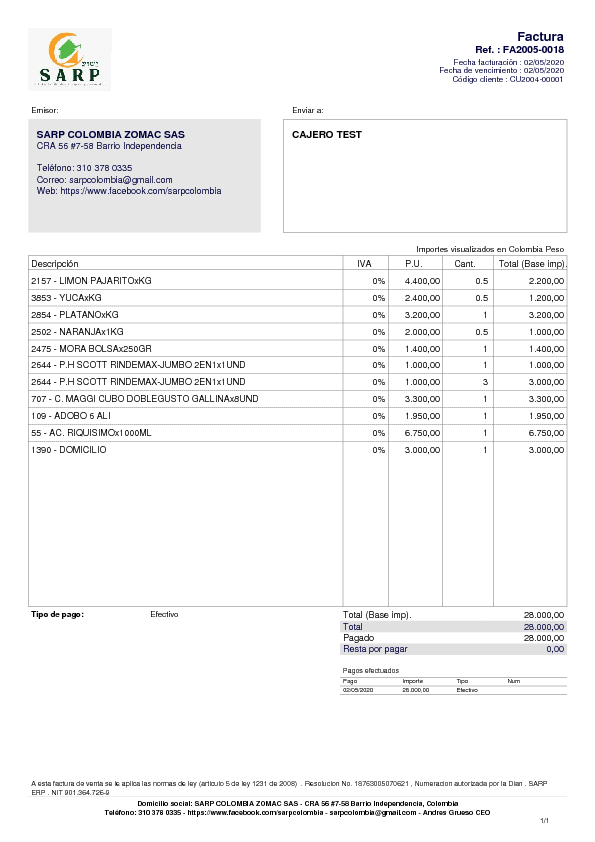 SARP
Factura
Ref. : FA2005-0018
Fecha facturación : 02/05/2020
Fecha de vencimiento : 02/05/2020
Código cliente : CU2004-00001
Emisor:
Enviar a:
SARP COLOMBIA ZOMAC SAS
CRA 56 #7-58 Barrio Independencia
Teléfono: 310 378 0335
Correo: sarpcolombia@gmail.com
Web: https://www.facebook.com/sarpcolombia
CAJERO TEST
Importes visualizados en Colombia Peso
Descripción IVA P.U. Cant. Total (Base imp).
2157 - LIMON PAJARITOxKG 0% 4.400,00 0.5 2.200,00
3853 - YUCAxKG 0% 2.400,00 0.5 1.200,00
2854 - PLATANOxKG 0% 3.200,00 1 3.200,00
2502 - NARANJAx1KG 0% 2.000,00 0.5 1.000,00
2475 - MORA BOLSAx250GR 0% 1.400,00 1 1.400,00
2644 - P.H SCOTT RINDEMAX-JUMBO 2EN1x1UND 0% 1.000,00 1 1.000,00
2644 - P.H SCOTT RINDEMAX-JUMBO 2EN1x1UND 0% 1.000,00 3 3.000,00
707 - C. MAGGI CUBO DOBLEGUSTO GALLINAx8UND 0% 3.300,00 1 3.300,00
109 - ADOBO 6 ALI 0% 1.950,00 1 1.950,00
55 - AC. RIQUISIMOx1000ML 0% 6.750,00 1 6.750,00
1390 - DOMICILIO 0% 3.000,00 1 3.000,00
Tipo de pago: Efectivo
Total (Base imp). 28.000,00
Total 28.000,00
Pagado 28.000,00
Resta por pagar 0,00
Pagos efectuados
Pago Importe Tipo Num
02/05/2020 28.000,00 Efectivo
A esta factura de venta se le aplica las normas de ley (articulo 5 de ley 1231 de 2008) . Resolucion No. 18763005070621 , Numeracion autorizada por la Dian . SARP
ERP . NIT 901.364.726-9
Domicilio social: SARP COLOMBIA ZOMAC SAS - CRA 56 #7-58 Barrio Independencia, Colombia
Teléfono: 310 378 0335 - https://www.facebook.com/sarpcolombia - sarpcolombia@gmail.com - Andres Grueso CEO
1/1